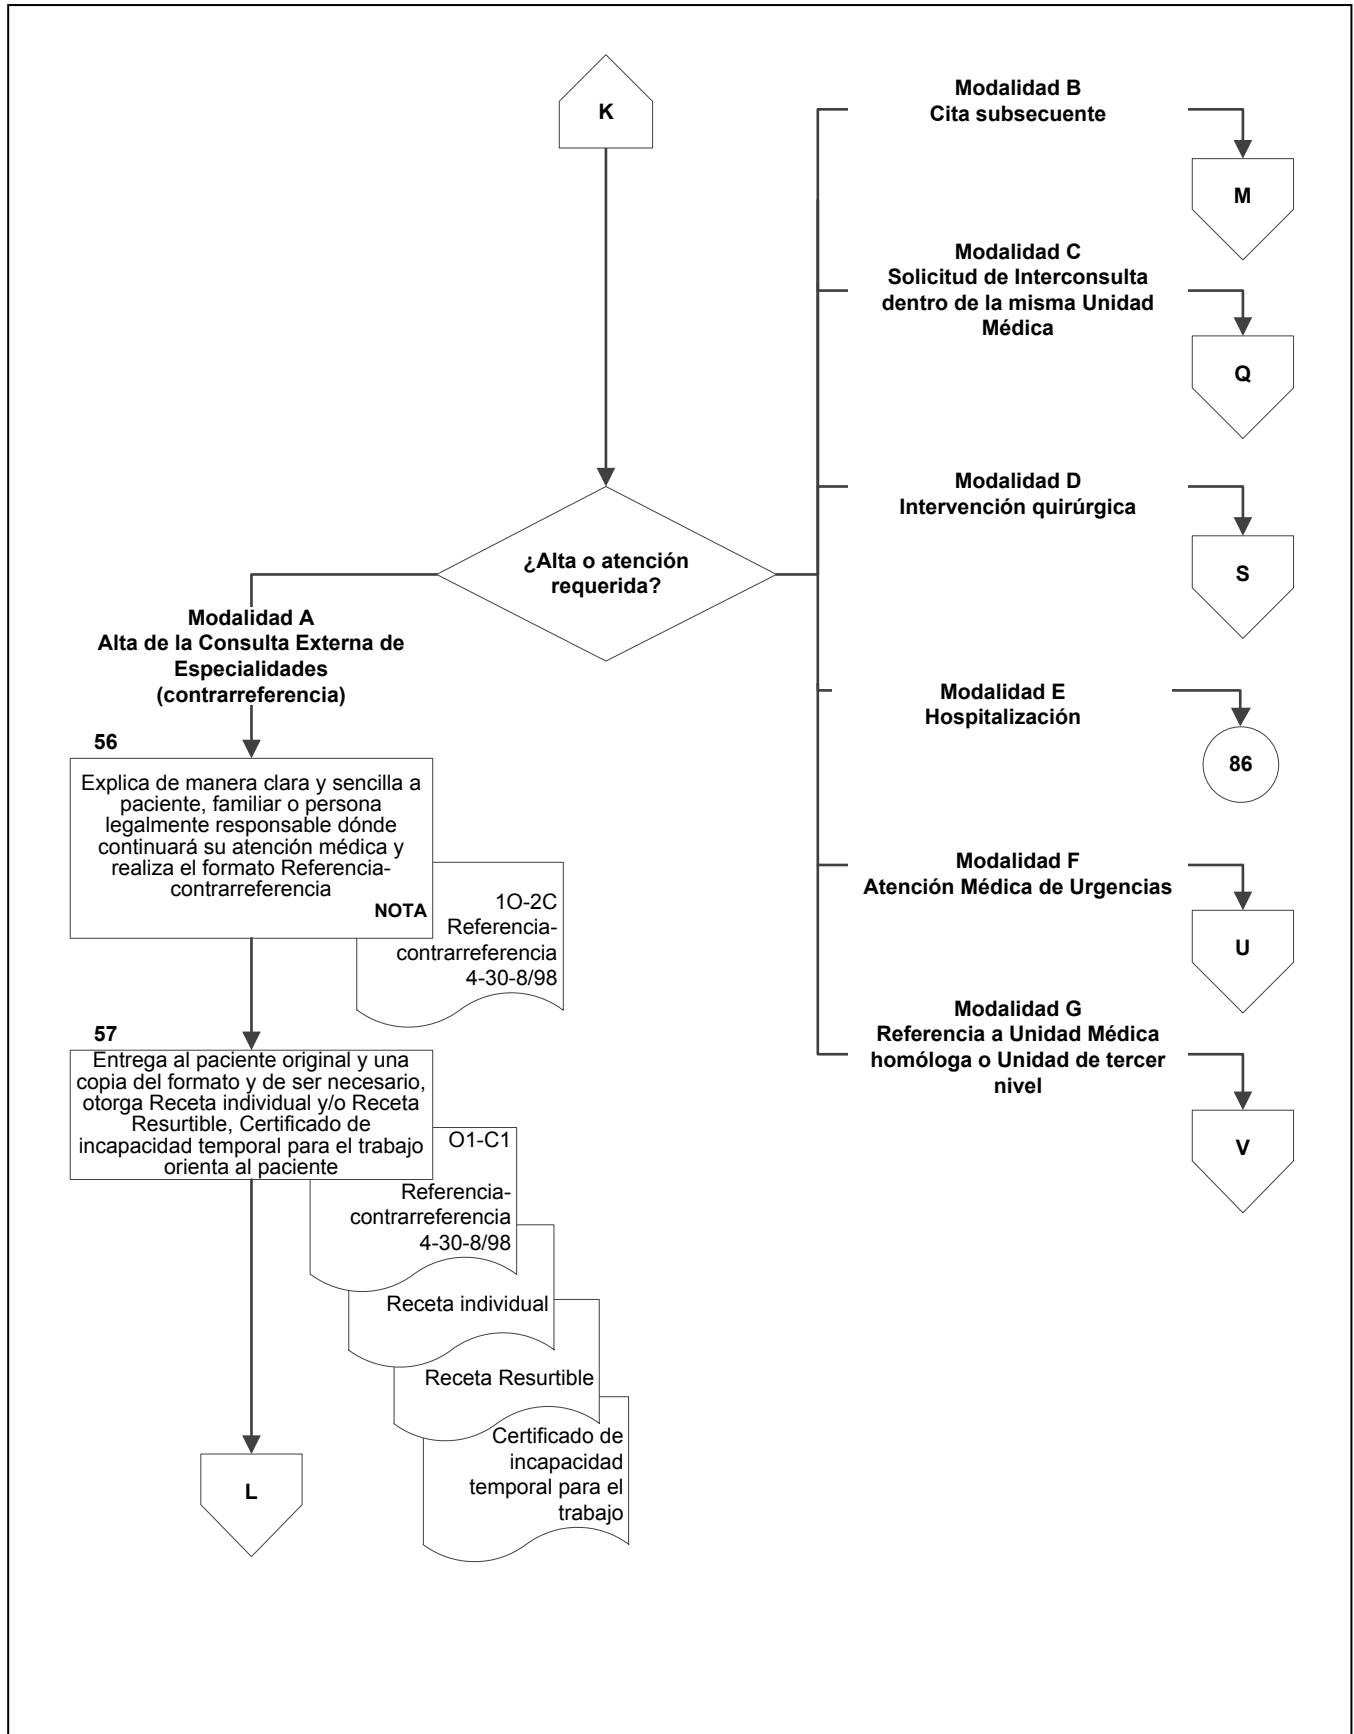 K
¿Alta o atención
requerida?
Modalidad A
Alta de la Consulta Externa de
Especialidades
(contrarreferencia)
56
Explica de manera clara y sencilla a
paciente, familiar o persona
legalmente responsable dónde
continuará su atención médica y
realiza el formato Referencia-
contrarreferencia
NOTA
1O-2C
Referencia-
contrarreferencia
4-30-8/98
57
Entrega al paciente original y una
copia del formato y de ser necesario,
otorga Receta individual y/o Receta
Resurtible, Certificado de
incapacidad temporal para el trabajo
orienta al paciente
O1-C1
Referencia-
contrarreferencia
4-30-8/98
Receta individual
Receta Resurtible
Certificado de
incapacidad
temporal para el
trabajo
L
Modalidad B
Cita subsecuente
M
Modalidad C
Solicitud de Interconsulta
dentro de la misma Unidad
Médica
Q
Modalidad D
Intervención quirúrgica
S
Modalidad E
Hospitalización
86
Modalidad F
Atención Médica de Urgencias
U
Modalidad G
Referencia a Unidad Médica
homóloga o Unidad de tercer
nivel
V